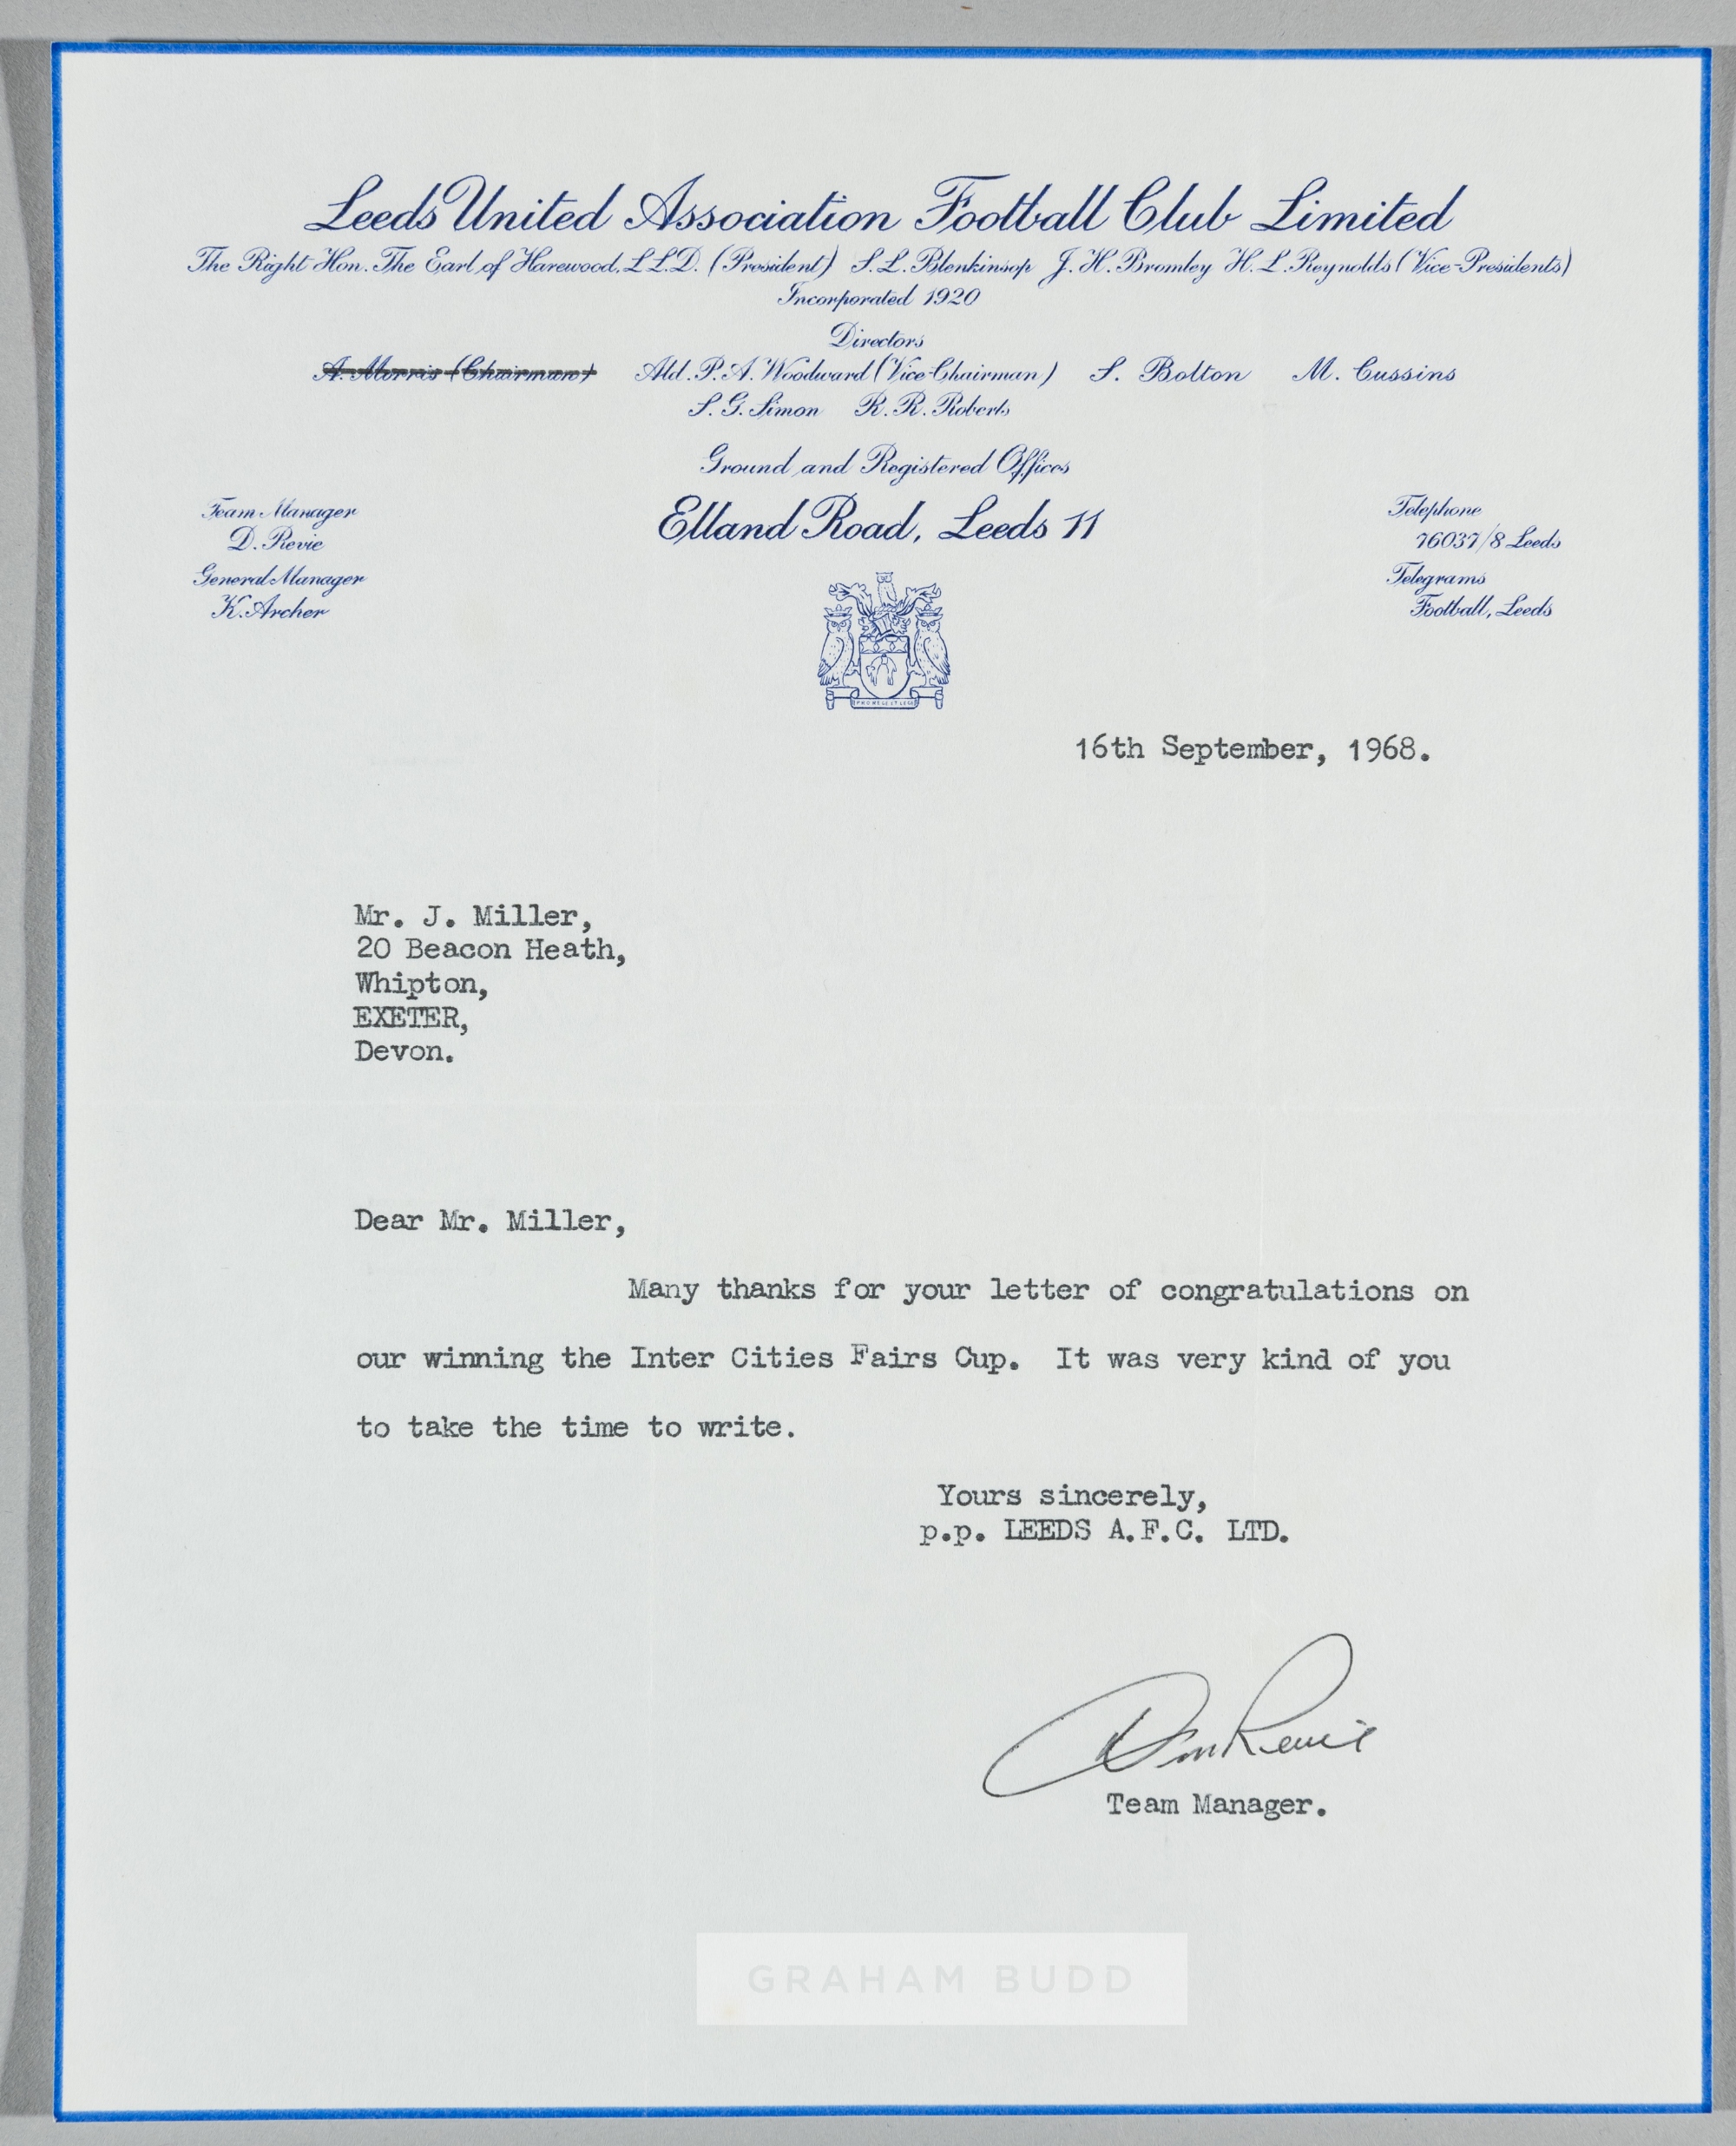 Leeds United Association Football Club Limited
The Right Hon. The Earl of Harewood, LL.D. (President) S. L. Blenkinsop J. H. Bromley H. L. Reynolds (Vice-Presidents)
Incorporated 1920
Directors
A. Morris (Chairman) Ald. P. A. Woodward (Vice-Chairman) S. Bolton M. Cussins
S. G. Simon R. R. Roberts
Ground and Registered Offices
Elland Road, Leeds 11
Team Manager
D. Revie
General Manager
K. Archer
Telephone
76037/8 Leeds
Telegrams
Football, Leeds
16th September, 1968.
Mr. J. Miller,
20 Beacon Heath,
Whipton,
EXETER,
Devon.
Dear Mr. Miller,
Many thanks for your letter of congratulations on
our winning the Inter Cities Fairs Cup. It was very kind of you
to take the time to write.
Yours sincerely,
p.p. LEEDS A.F.C. LTD.
Don Revie
Team Manager.
GRAHAM BUDD